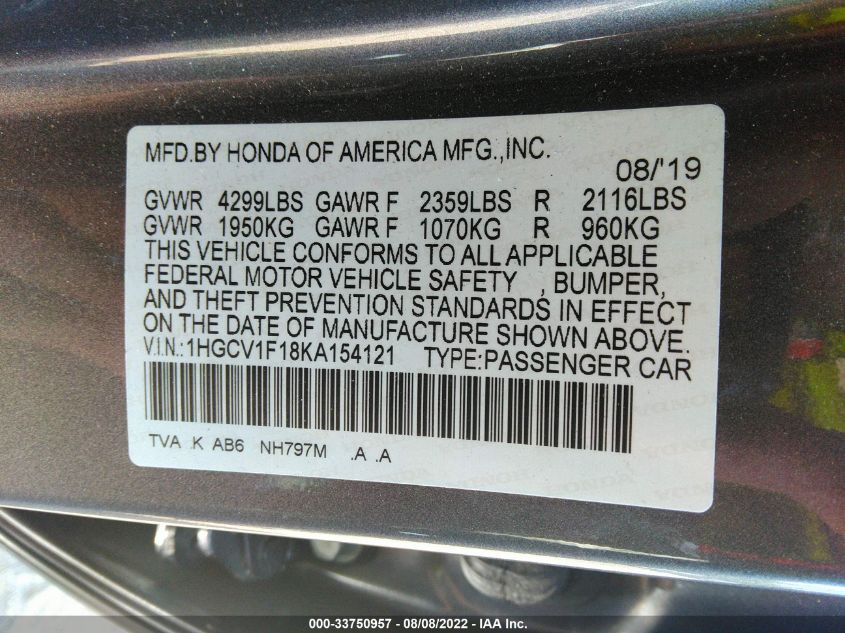 MFD.BY HONDA OF AMERICA MFG.,INC.
08/'19
GVWR 4299LBS GAWR F 2359LBS R 2116LBS
GVWR 1950KG GAWR F 1070KG R 960KG
THIS VEHICLE CONFORMS TO ALL APPLICABLE
FEDERAL MOTOR VEHICLE SAFETY , BUMPER,
AND THEFT PREVENTION STANDARDS IN EFFECT
ON THE DATE OF MANUFACTURE SHOWN ABOVE.
V.I.N.:1HGCV1F18KA154121 TYPE:PASSENGER CAR
TVA K AB6 NH797M .A .A
000-33750957 - 08/08/2022 - IAA Inc.